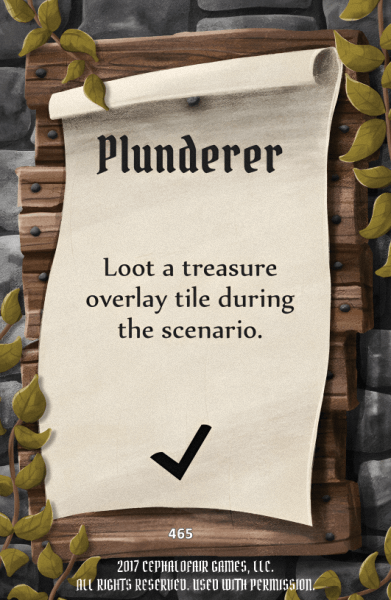 Plunderer
Loot a treasure
overlay tile during
the scenario.
465
2017 CEPHALOFAIR GAMES, LLC.
ALL RIGHTS RESERVED. USED WITH PERMISSION.